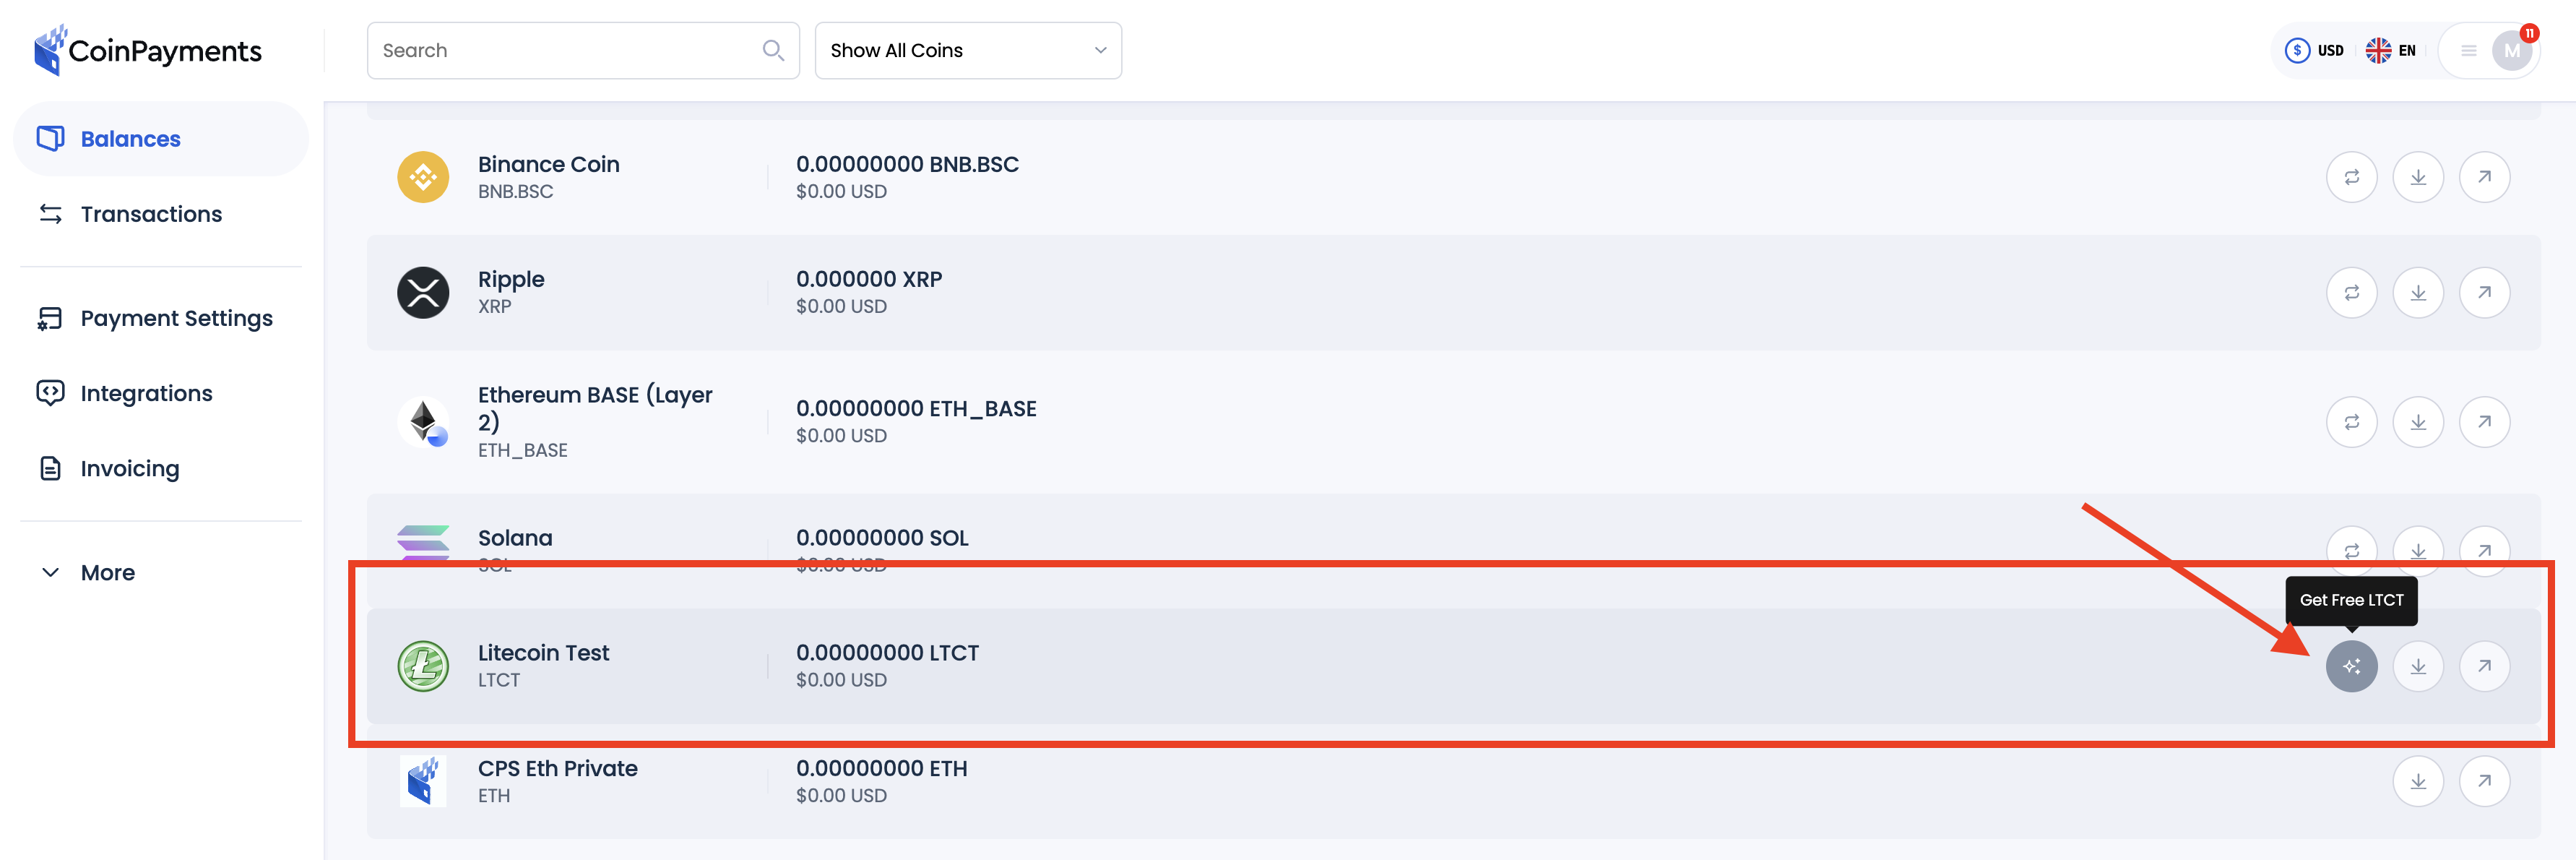 CoinPayments
Search
Show All Coins
USD
EN
M
11
Balances
Transactions
Payment Settings
Integrations
Invoicing
More
Binance Coin
BNB.BSC
0.00000000 BNB.BSC
$0.00 USD
Ripple
XRP
0.000000 XRP
$0.00 USD
Ethereum BASE (Layer
2)
ETH_BASE
0.00000000 ETH_BASE
$0.00 USD
Solana
SOL
0.00000000 SOL
$0.00 USD
Get Free LTCT
Litecoin Test
LTCT
0.00000000 LTCT
$0.00 USD
CPS Eth Private
ETH
0.00000000 ETH
$0.00 USD